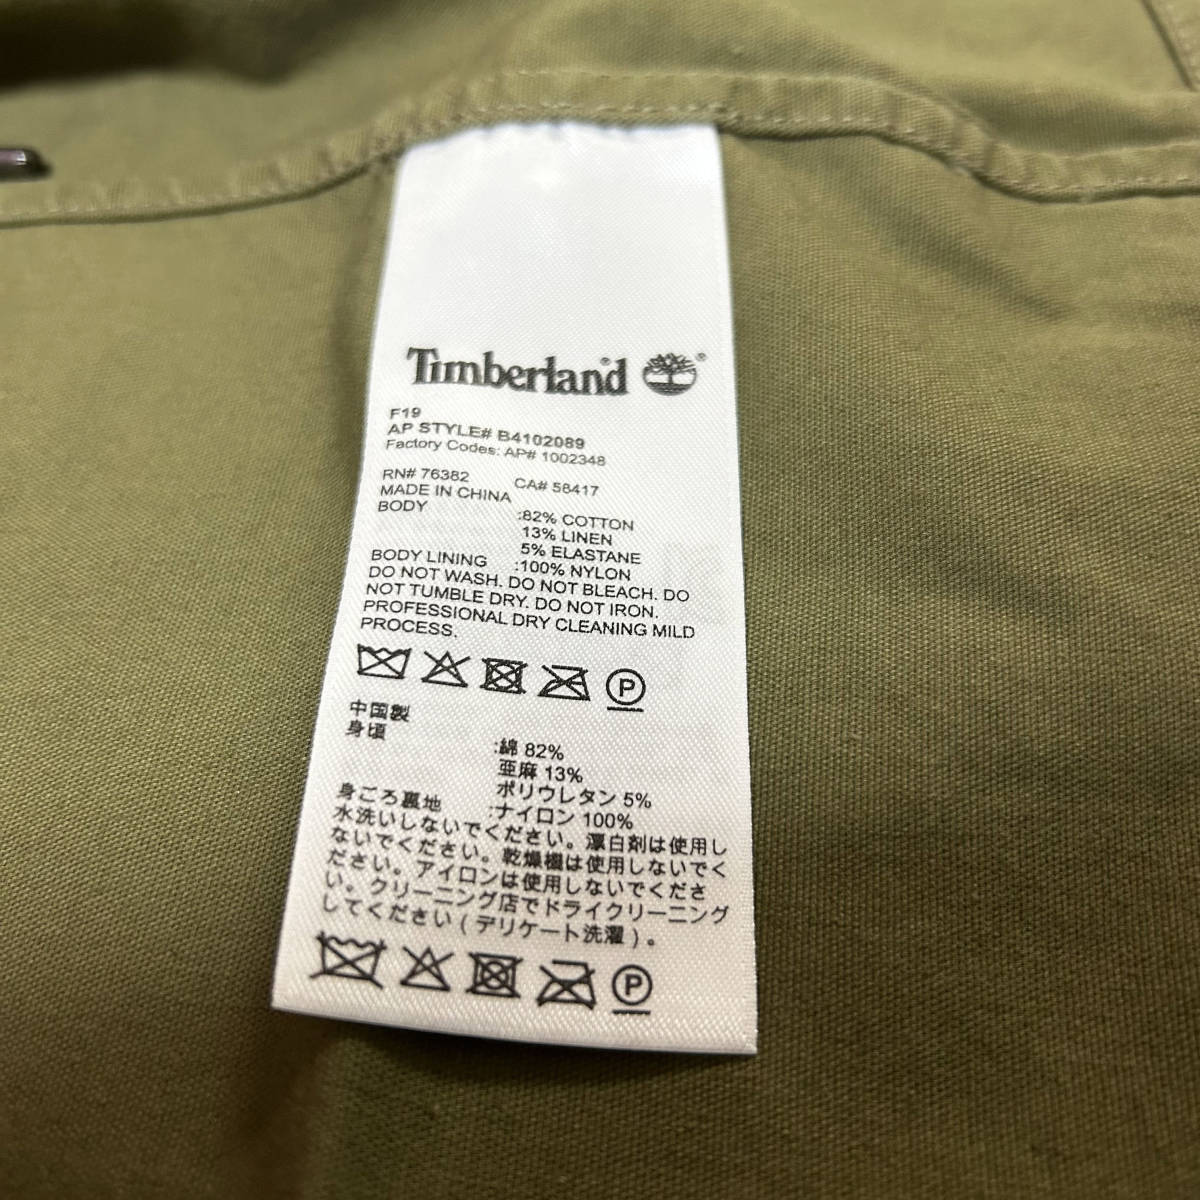 Timberland®
F19
AP STYLE# B4102089
Factory Codes: AP# 1002348
RN# 76382 CA# 58417
MADE IN CHINA
BODY :82% COTTON
13% LINEN
5% ELASTANE
BODY LINING :100% NYLON
DO NOT WASH. DO NOT BLEACH. DO
NOT TUMBLE DRY. DO NOT IRON.
PROFESSIONAL DRY CLEANING MILD
PROCESS.
P
中国製
身頃 :綿 82%
亜麻 13%
ポリウレタン 5%
身ごろ裏地 :ナイロン 100%
水洗いしないでください。漂白剤は使用し
ないでください。乾燥機は使用しないでく
ださい。アイロンは使用しないでくださ
い。クリーニング店でドライクリーニング
してください(デリケート洗濯)。
P